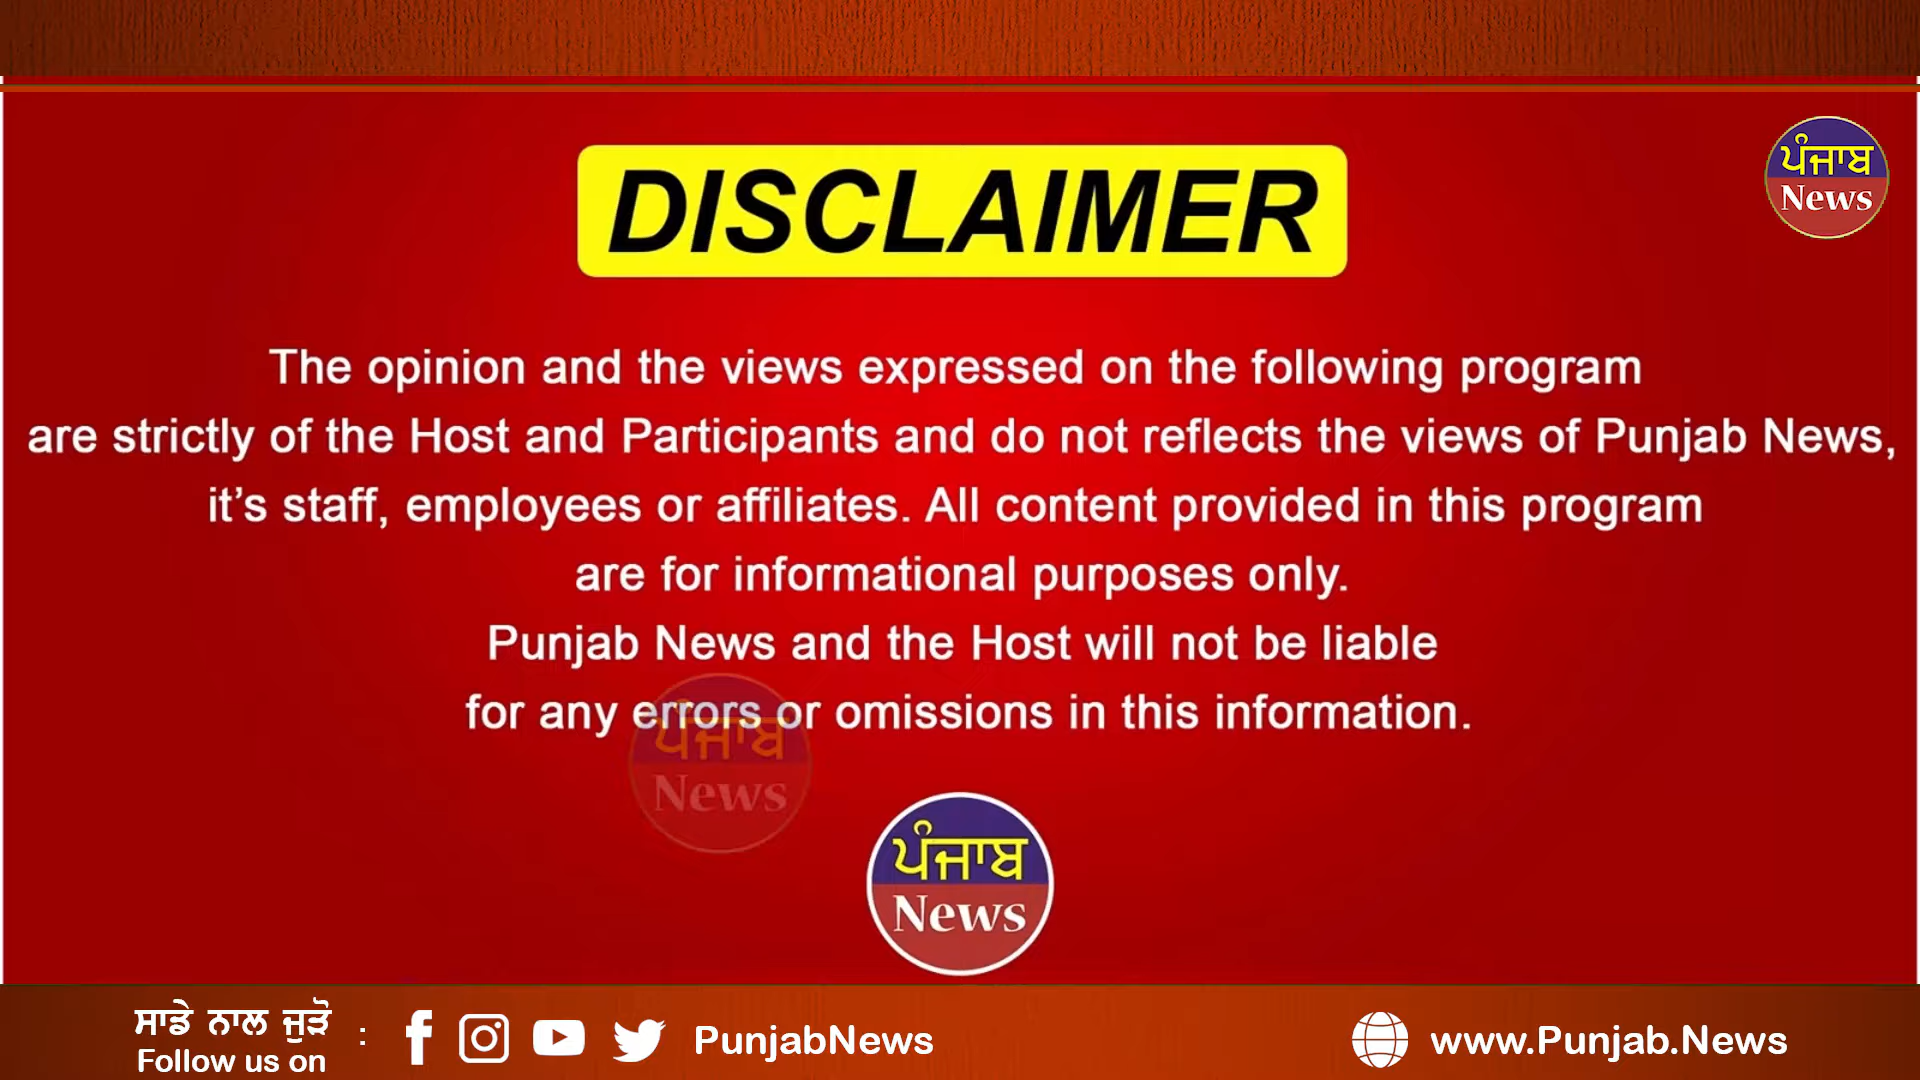 DISCLAIMER
ਪੰਜਾਬ
News
The opinion and the views expressed on the following program
are strictly of the Host and Participants and do not reflects the views of Punjab News,
it’s staff, employees or affiliates. All content provided in this program
are for informational purposes only.
Punjab News and the Host will not be liable
for any errors or omissions in this information.
ਪੰਜਾਬ
News
ਪੰਜਾਬ
News
ਸਾਡੇ ਨਾਲ ਜੁੜੋ :
Follow us on
PunjabNews
www.Punjab.News